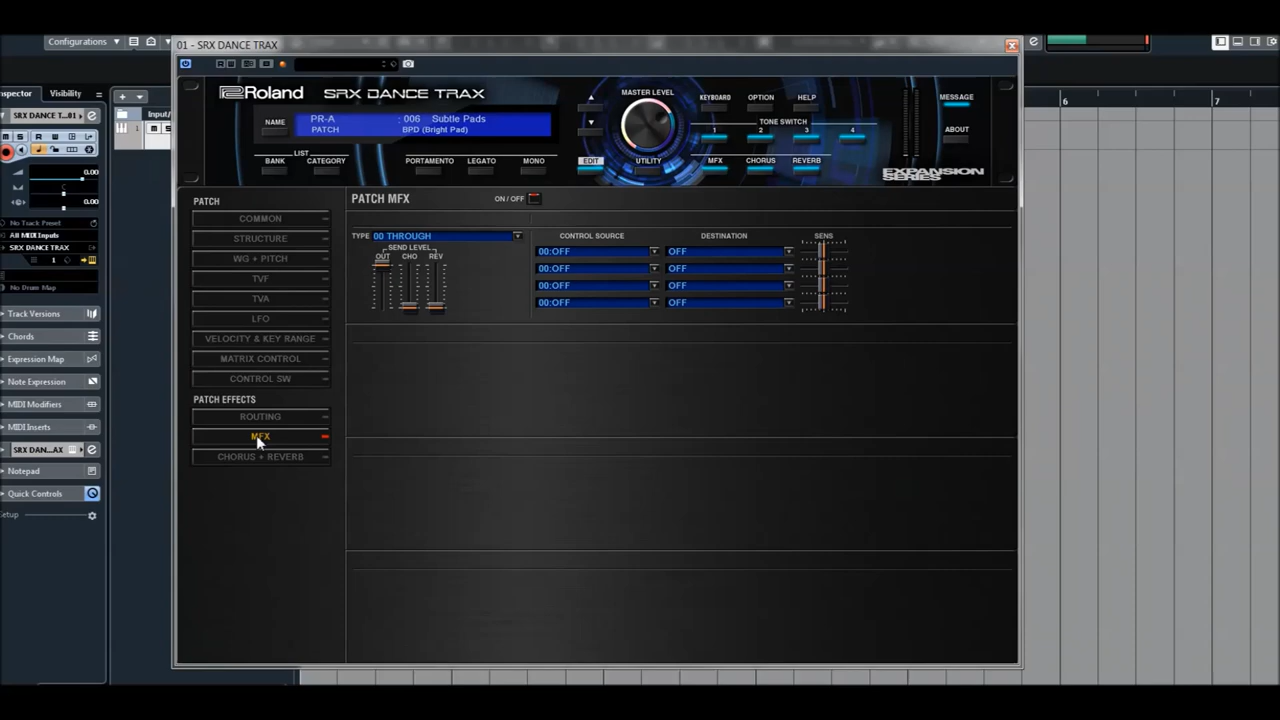 Configurations
01 - SRX DANCE TRAX
Inspector Visibility
SRX DANCE T...01
Input/
0.00
0.00
No Track Preset
All MIDI Inputs
SRX DANCE TRAX
1
No Drum Map
Track Versions
Chords
Expression Map
Note Expression
MIDI Modifiers
MIDI Inserts
SRX DAN...AX
Notepad
Quick Controls
Setup
1
6 7
Roland SRX DANCE TRAX
NAME
PR-A : 006 Subtle Pads
PATCH BPD (Bright Pad)
LIST
BANK CATEGORY PORTAMENTO LEGATO MONO
MASTER LEVEL
KEYBOARD OPTION HELP
TONE SWITCH
1 2 3 4
EDIT UTILITY MFX CHORUS REVERB
MESSAGE
ABOUT
EXPANSION
SERIES
PATCH
COMMON
STRUCTURE
WG + PITCH
TVF
TVA
LFO
VELOCITY & KEY RANGE
MATRIX CONTROL
CONTROL SW
PATCH EFFECTS
ROUTING
MFX
CHORUS + REVERB
PATCH MFX ON / OFF
TYPE 00 THROUGH CONTROL SOURCE DESTINATION SENS
SEND LEVEL
OUT CHO REV
00:OFF OFF
00:OFF OFF
00:OFF OFF
00:OFF OFF